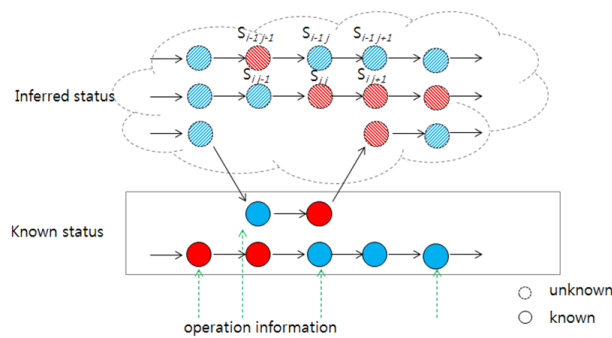 S i-1 j-1 S i-1 j S i-1 j+1
S i j-1 S i,j S i j+1
Inferred status
Known status
unknown
known
operation information